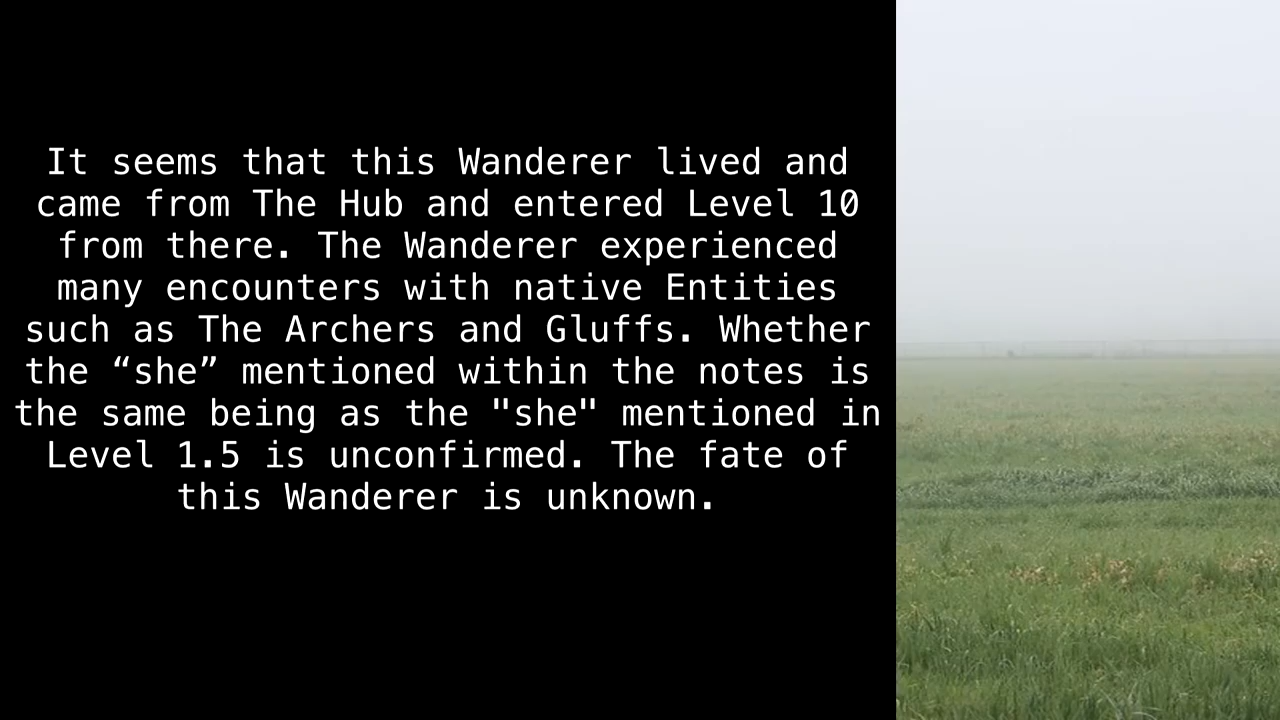 It seems that this Wanderer lived and
came from The Hub and entered Level 10
from there. The Wanderer experienced
many encounters with native Entities
such as The Archers and Gluffs. Whether
the “she” mentioned within the notes is
the same being as the "she" mentioned in
Level 1.5 is unconfirmed. The fate of
this Wanderer is unknown.